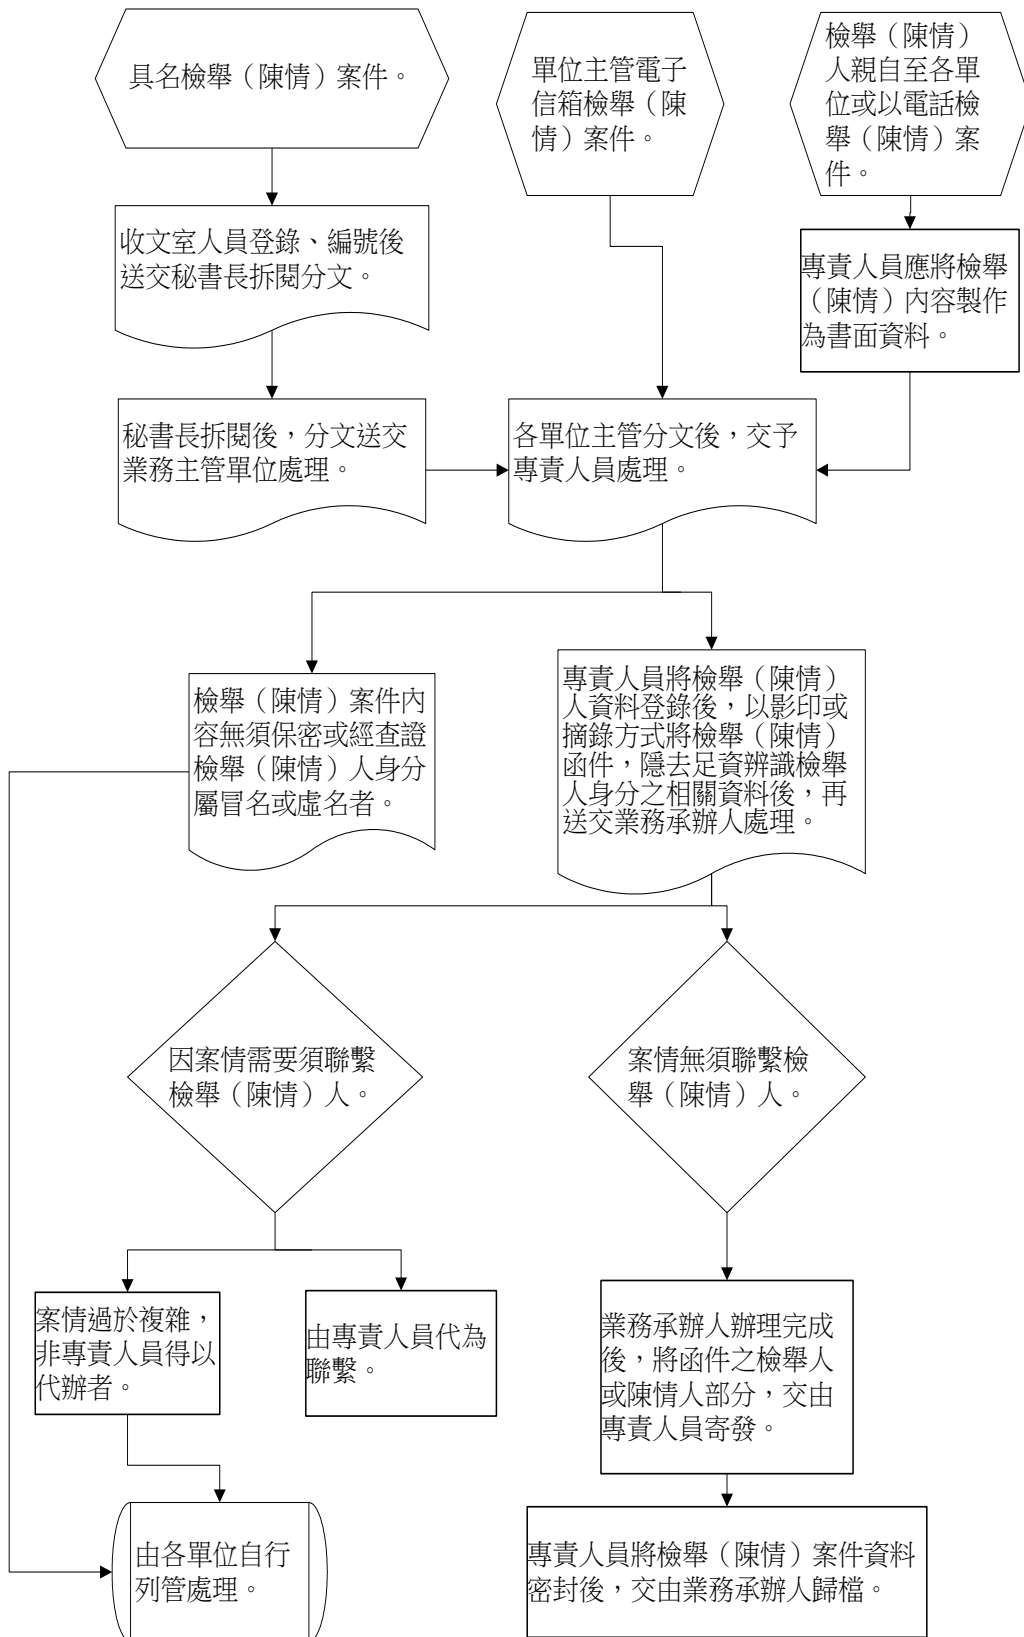 具名檢舉（陳情）案件。
單位主管電子
信箱檢舉（陳
情）案件。
檢舉（陳情）
人親自至各單
位或以電話檢
舉（陳情）案
件。
收文室人員登錄、編號後
送交秘書長拆閱分文。
專責人員應將檢舉
（陳情）內容製作
為書面資料。
秘書長拆閱後，分文送交
業務主管單位處理。
各單位主管分文後，交予
專責人員處理。
檢舉（陳情）案件內
容無須保密或經查證
檢舉（陳情）人身分
屬冒名或虛名者。
專責人員將檢舉（陳情）
人資料登錄後，以影印或
摘錄方式將檢舉（陳情）
函件，隱去足資辨識檢舉
人身分之相關資料後，再
送交業務承辦人處理。
因案情需要須聯繫
檢舉（陳情）人。
案情無須聯繫檢
舉（陳情）人。
案情過於複雜，
非專責人員得以
代辦者。
由專責人員代為
聯繫。
業務承辦人辦理完成
後，將函件之檢舉人
或陳情人部分，交由
專責人員寄發。
由各單位自行
列管處理。
專責人員將檢舉（陳情）案件資料
密封後，交由業務承辦人歸檔。